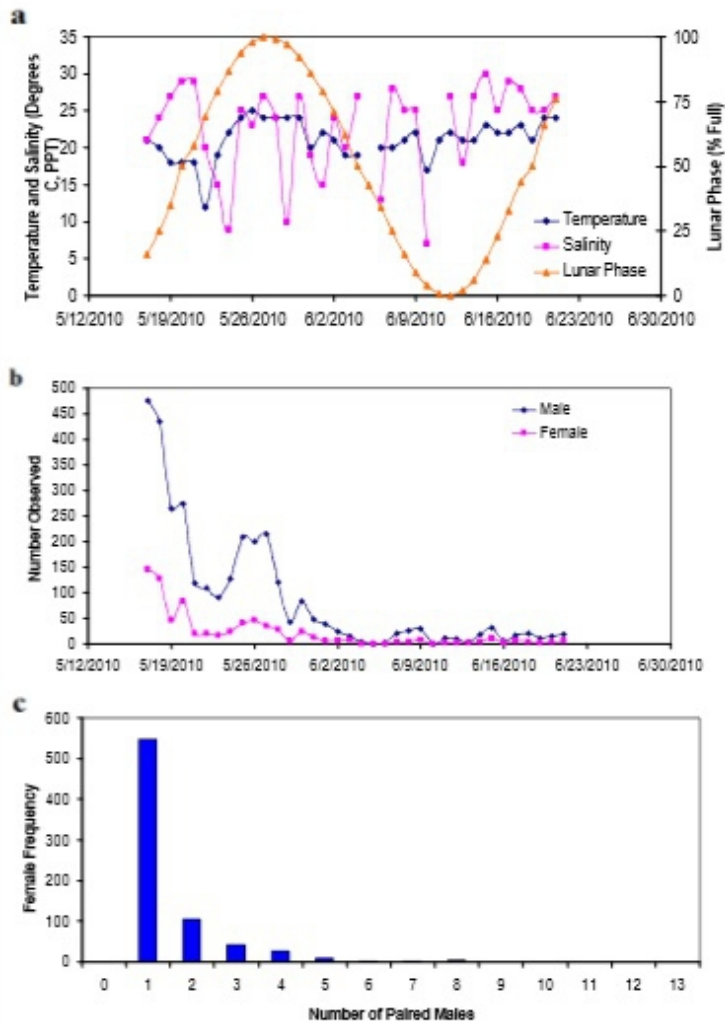 a
Temperature and Salinity (Degrees
C, PPT)
35
30
25
20
15
10
5
0
Lunar Phase (% Full)
100
75
50
25
0
Temperature
Salinity
Lunar Phase
5/12/2010 5/19/2010 5/26/2010 6/2/2010 6/9/2010 6/16/2010 6/23/2010 6/30/2010
b
Number Observed
500
450
400
350
300
250
200
150
100
50
0
Male
Female
5/12/2010 5/19/2010 5/26/2010 6/2/2010 6/9/2010 6/16/2010 6/23/2010 6/30/2010
c
Female Frequency
600
500
400
300
200
100
0
0 1 2 3 4 5 6 7 8 9 10 11 12 13
Number of Paired Males